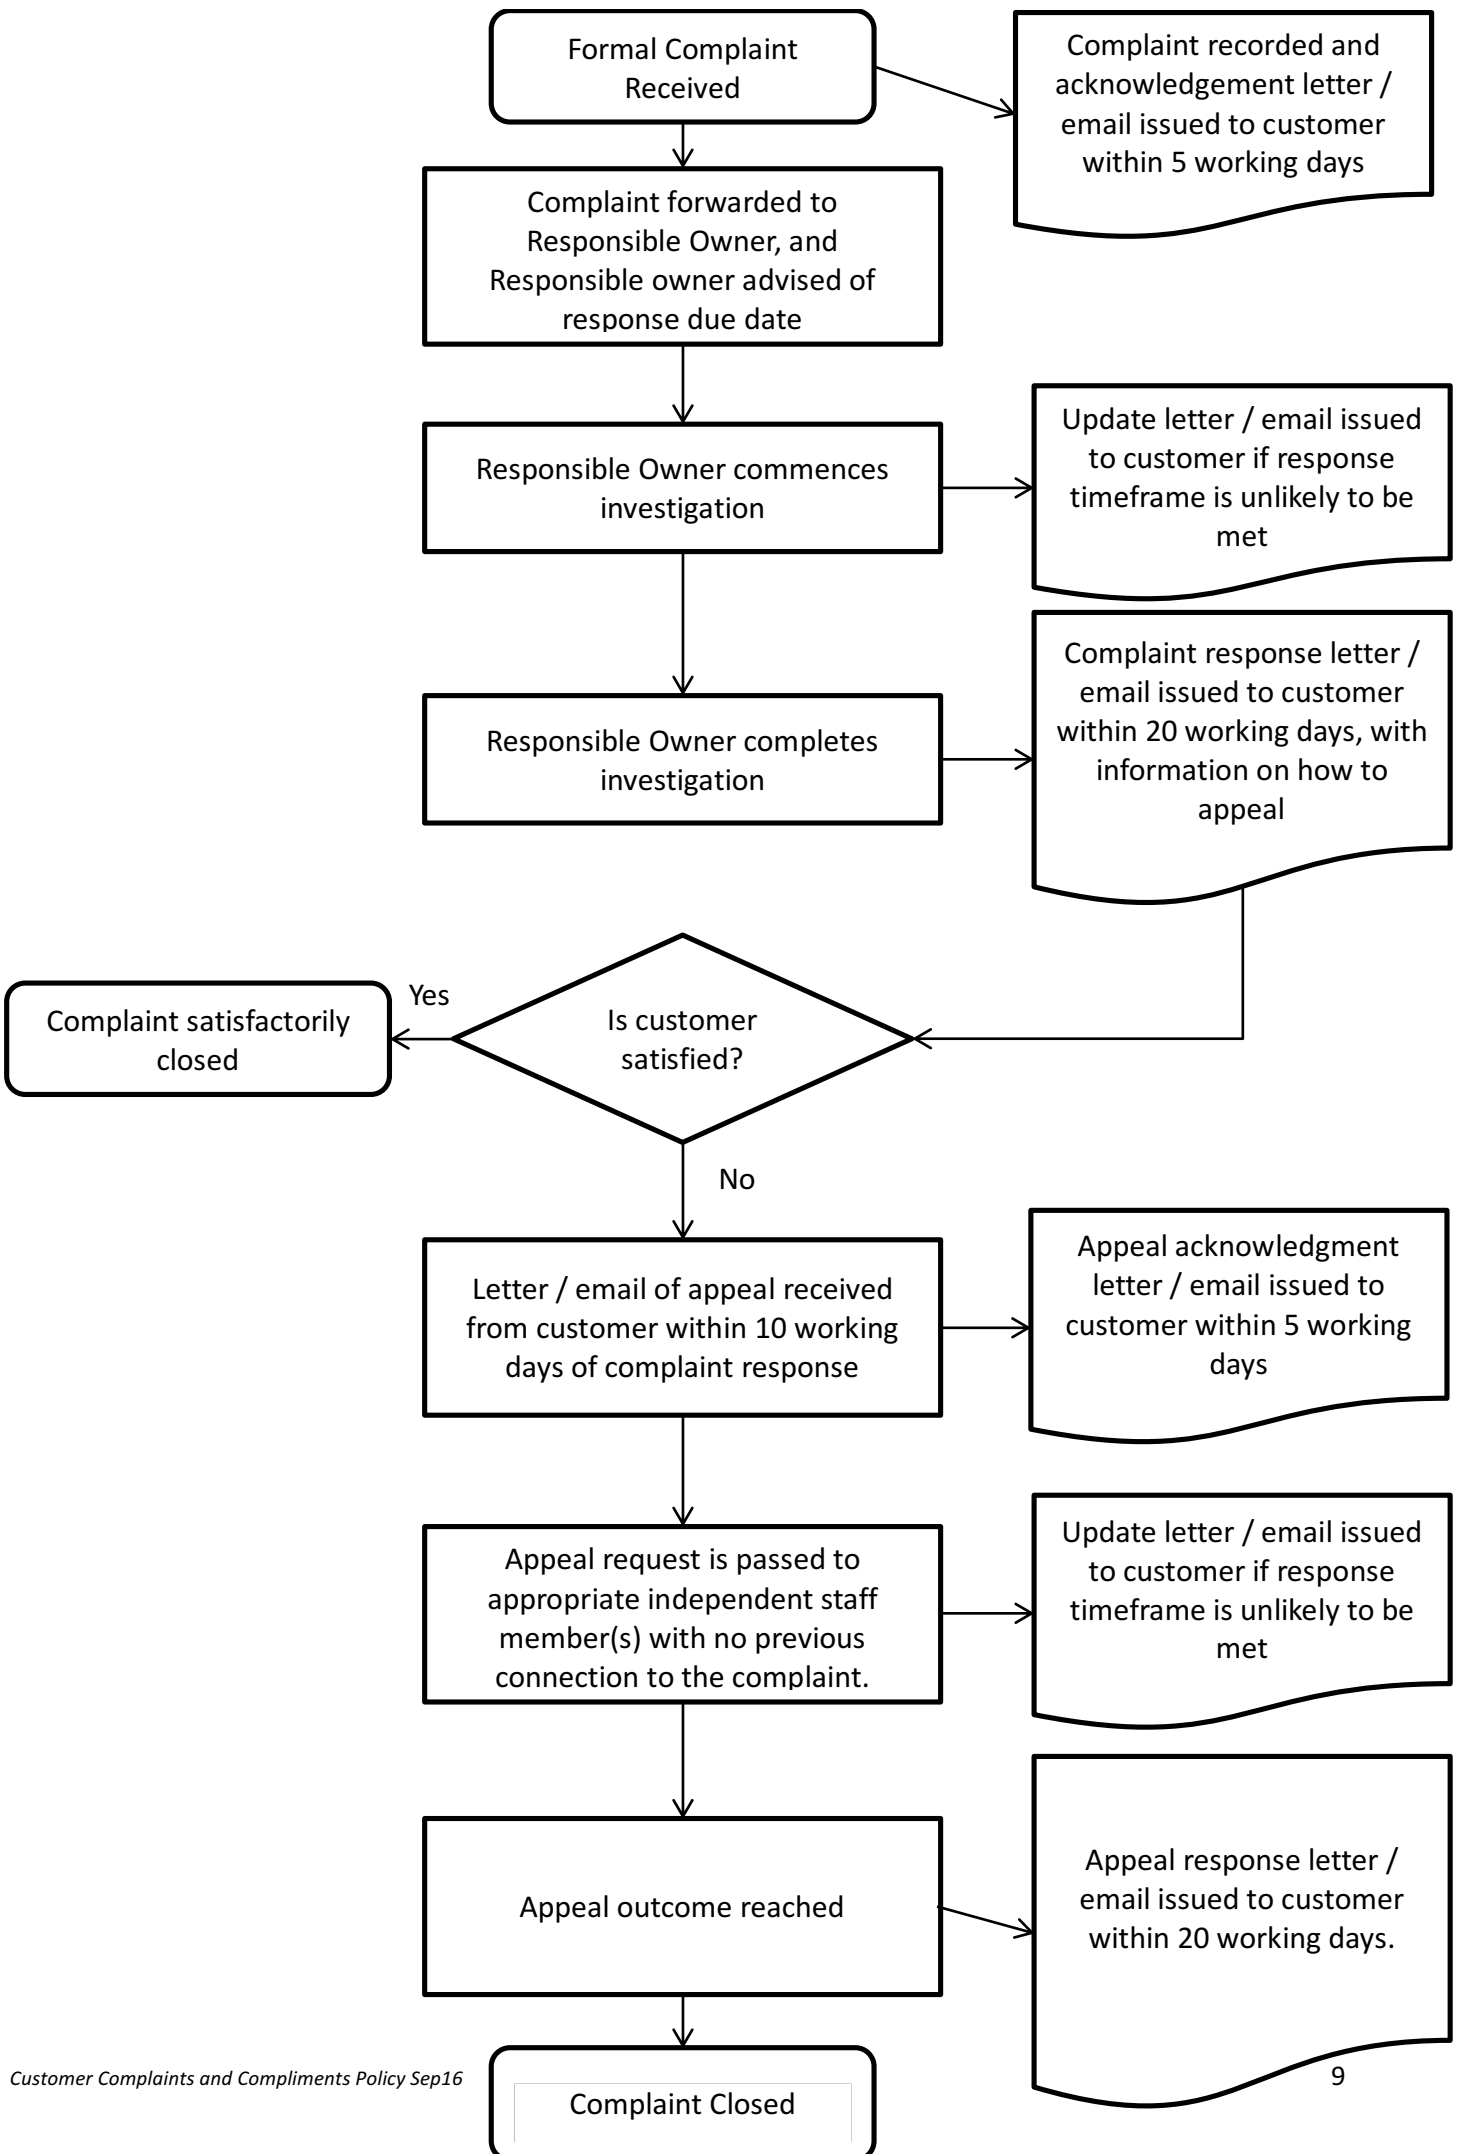 Formal Complaint
Received
Complaint recorded and
acknowledgement letter /
email issued to customer
within 5 working days
Complaint forwarded to
Responsible Owner, and
Responsible owner advised of
response due date
Responsible Owner commences
investigation
Update letter / email issued
to customer if response
timeframe is unlikely to be
met
Responsible Owner completes
investigation
Complaint response letter /
email issued to customer
within 20 working days, with
information on how to
appeal
Is customer
satisfied?
Yes
Complaint satisfactorily
closed
No
Letter / email of appeal received
from customer within 10 working
days of complaint response
Appeal acknowledgment
letter / email issued to
customer within 5 working
days
Appeal request is passed to
appropriate independent staff
member(s) with no previous
connection to the complaint.
Update letter / email issued
to customer if response
timeframe is unlikely to be
met
Appeal outcome reached
Appeal response letter /
email issued to customer
within 20 working days.
Complaint Closed
Customer Complaints and Compliments Policy Sep16
9